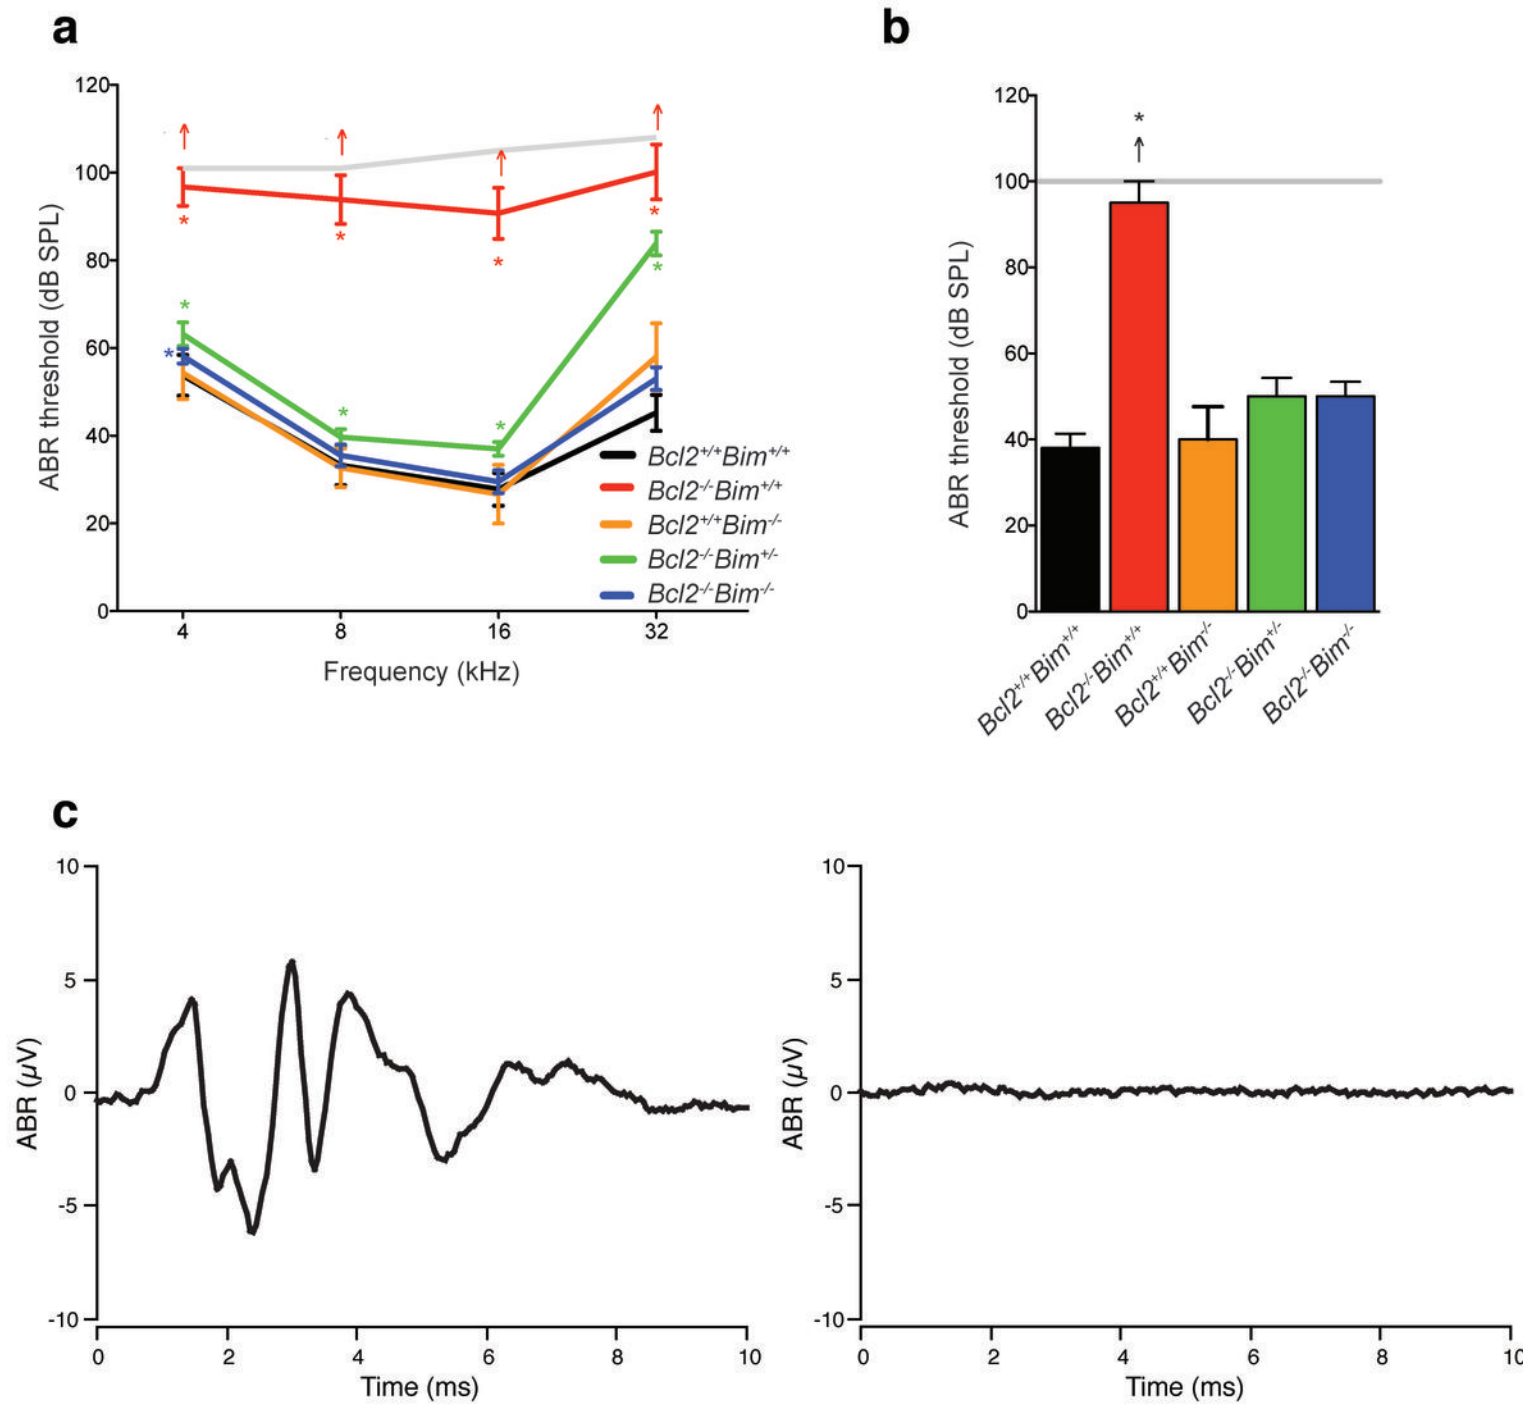 a
120
100
80
60
40
20
0
ABR threshold (dB SPL)
4 8 16 32
Frequency (kHz)
* * * *
* * * *
*
Bcl2+/+Bim+/+
Bcl2-/-Bim+/+
Bcl2+/+Bim-/-
Bcl2-/-Bim+/-
Bcl2-/-Bim-/-
b
120
100
80
60
40
20
0
ABR threshold (dB SPL)
*
Bcl2+/+Bim+/+
Bcl2-/-Bim+/+
Bcl2+/+Bim-/-
Bcl2-/-Bim+/-
Bcl2-/-Bim-/-
c
10
5
0
-5
-10
ABR (µV)
0 2 4 6 8 10
Time (ms)
10
5
0
-5
-10
ABR (µV)
0 2 4 6 8 10
Time (ms)